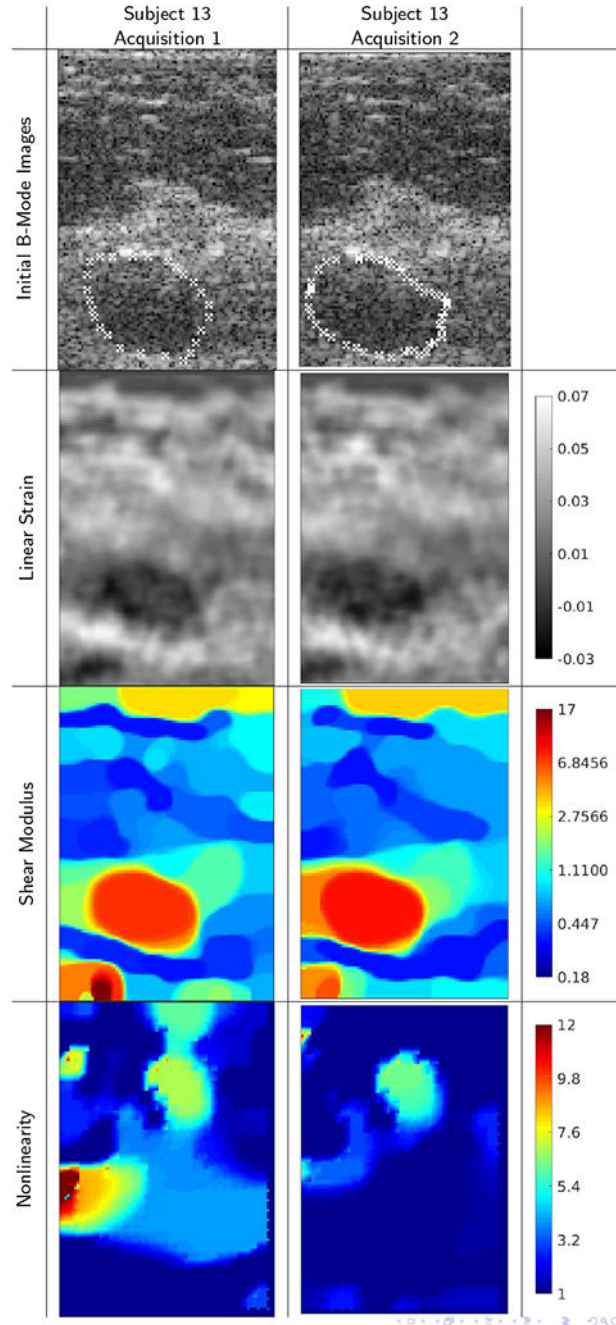 Subject 13
Acquisition 1
Subject 13
Acquisition 2
Initial B-Mode Images
Linear Strain
0.07
0.05
0.03
0.01
-0.01
-0.03
Shear Modulus
17
6.8456
2.7566
1.1100
0.447
0.18
Nonlinearity
12
9.8
7.6
5.4
3.2
1